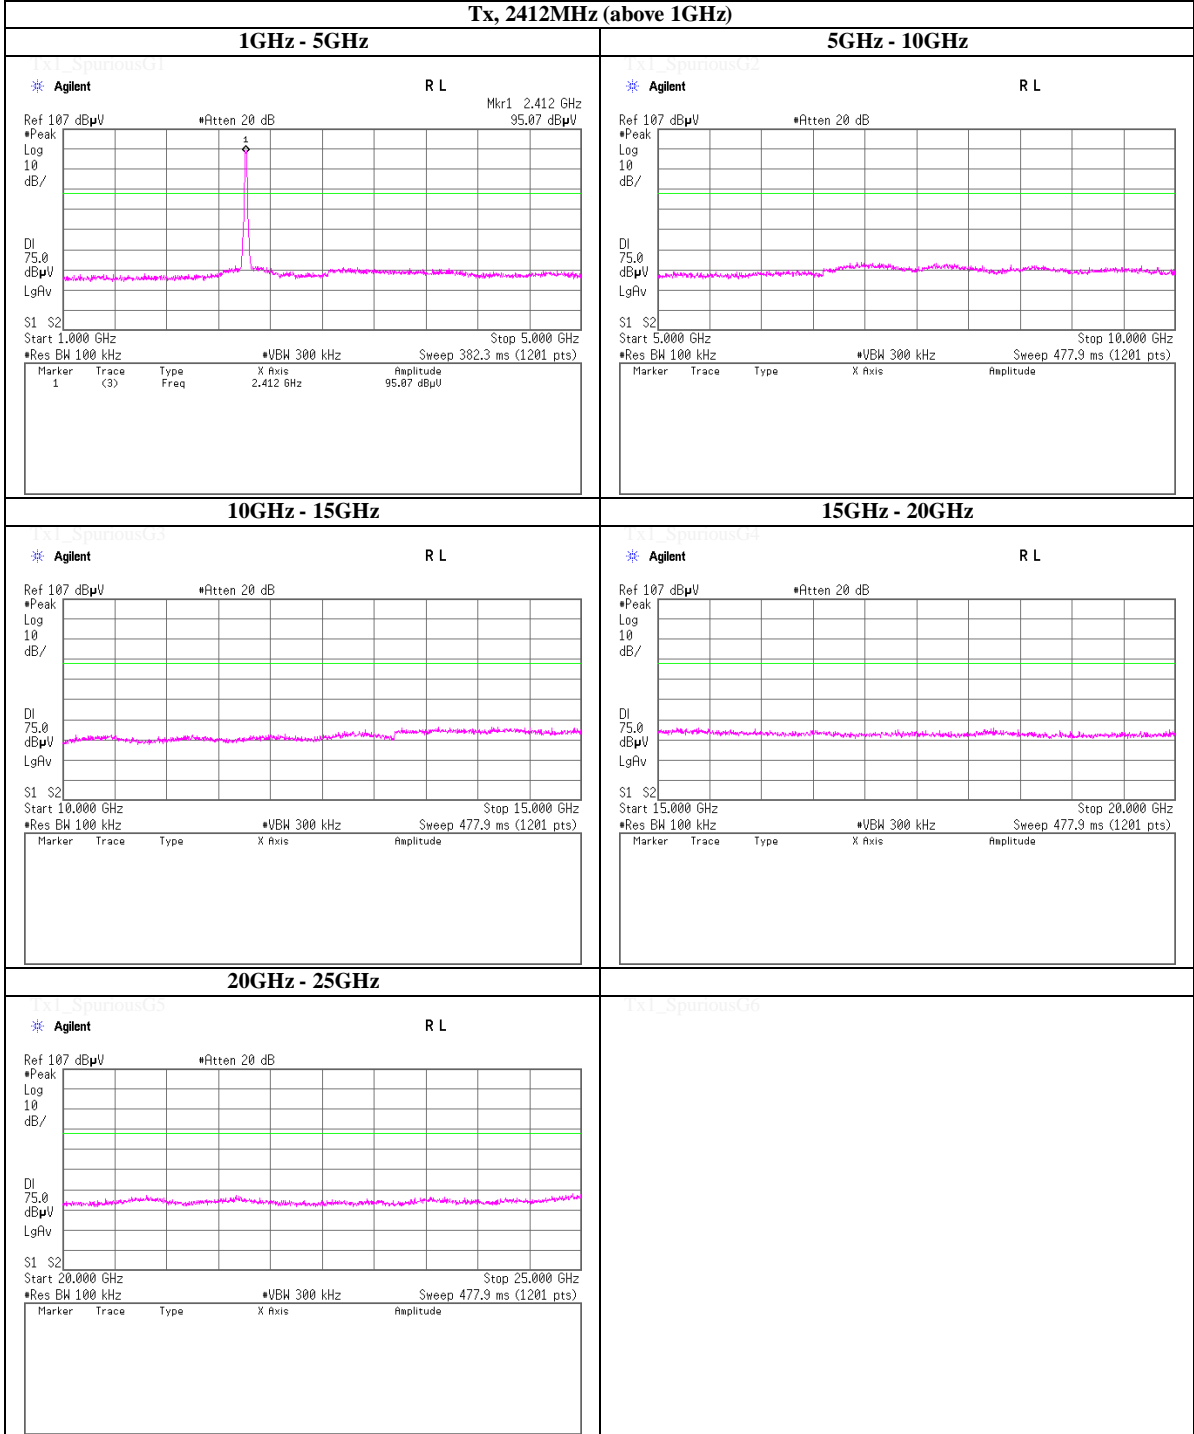 Tx, 2412MHz (above 1GHz)
1GHz - 5GHz
Tx1_SpuriousG1
Agilent R L
Mkr1 2.412 GHz
Ref 107 dBµV #Atten 20 dB 95.07 dBµV
#Peak
Log
10
dB/
1
DI
75.0
dBµV
LgAv
S1 S2
Start 1.000 GHz Stop 5.000 GHz
#Res BW 100 kHz #VBW 300 kHz Sweep 382.3 ms (1201 pts)
Marker Trace Type X Axis Amplitude
1 (3) Freq 2.412 GHz 95.07 dBµV
5GHz - 10GHz
Tx1_SpuriousG2
Agilent R L
Ref 107 dBµV #Atten 20 dB
#Peak
Log
10
dB/
DI
75.0
dBµV
LgAv
S1 S2
Start 5.000 GHz Stop 10.000 GHz
#Res BW 100 kHz #VBW 300 kHz Sweep 477.9 ms (1201 pts)
Marker Trace Type X Axis Amplitude
10GHz - 15GHz
Tx1_SpuriousG3
Agilent R L
Ref 107 dBµV #Atten 20 dB
#Peak
Log
10
dB/
DI
75.0
dBµV
LgAv
S1 S2
Start 10.000 GHz Stop 15.000 GHz
#Res BW 100 kHz #VBW 300 kHz Sweep 477.9 ms (1201 pts)
Marker Trace Type X Axis Amplitude
15GHz - 20GHz
Tx1_SpuriousG4
Agilent R L
Ref 107 dBµV #Atten 20 dB
#Peak
Log
10
dB/
DI
75.0
dBµV
LgAv
S1 S2
Start 15.000 GHz Stop 20.000 GHz
#Res BW 100 kHz #VBW 300 kHz Sweep 477.9 ms (1201 pts)
Marker Trace Type X Axis Amplitude
20GHz - 25GHz
Tx1_SpuriousG5
Agilent R L
Ref 107 dBµV #Atten 20 dB
#Peak
Log
10
dB/
DI
75.0
dBµV
LgAv
S1 S2
Start 20.000 GHz Stop 25.000 GHz
#Res BW 100 kHz #VBW 300 kHz Sweep 477.9 ms (1201 pts)
Marker Trace Type X Axis Amplitude
Tx1_SpuriousG6